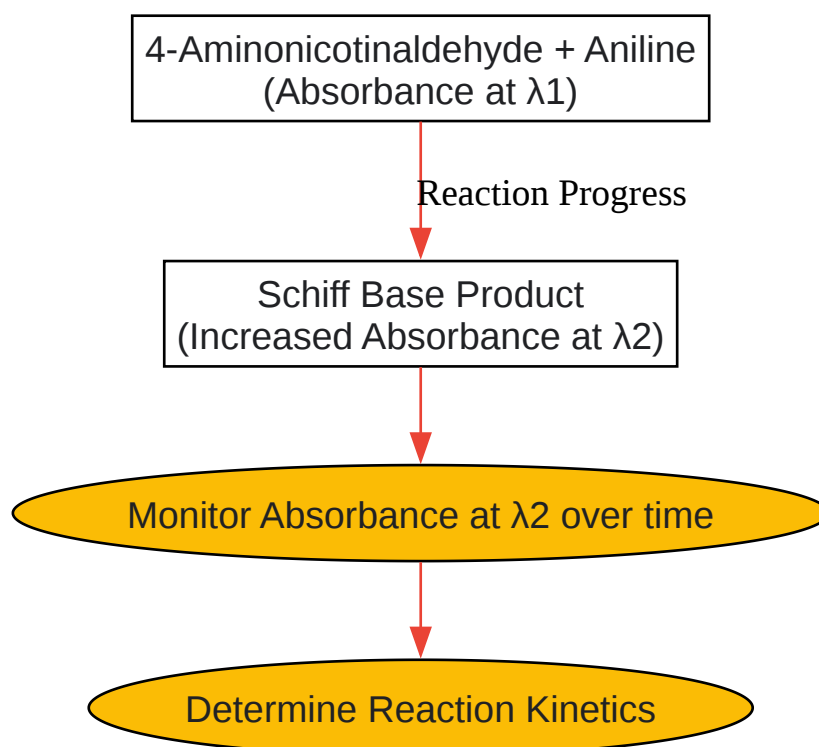 4-Aminonicotinaldehyde + Aniline
(Absorbance at λ1)
Reaction Progress
Schiff Base Product
(Increased Absorbance at λ2)
Monitor Absorbance at λ2 over time
Determine Reaction Kinetics